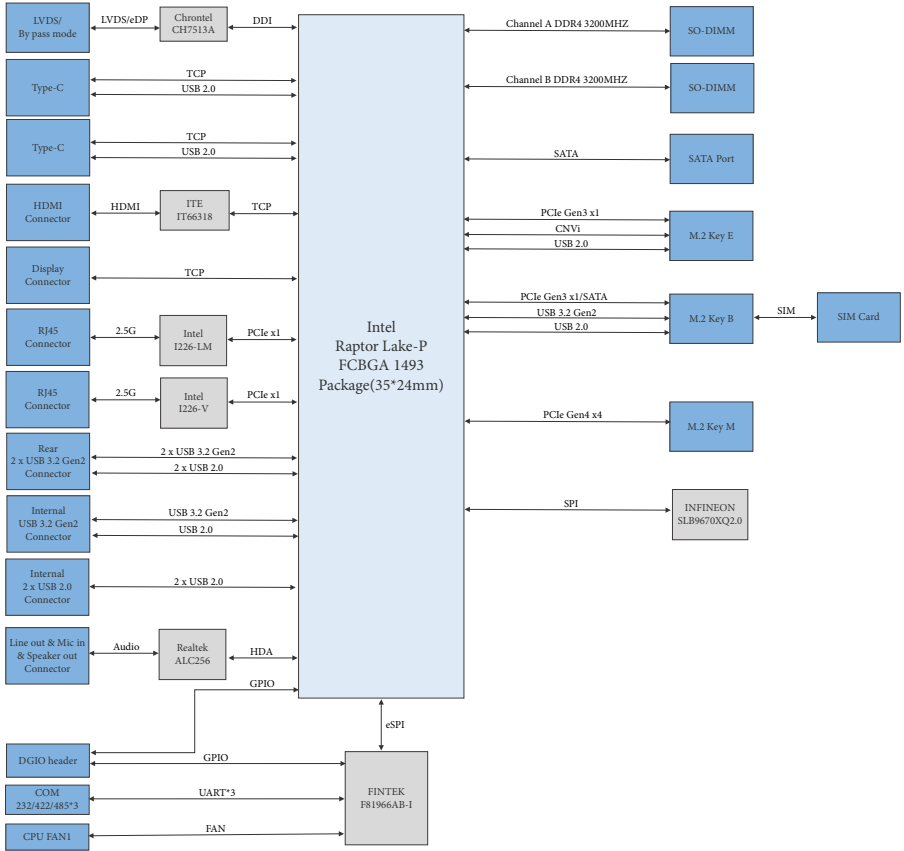 LVDS/
By pass mode
LVDS/eDP
Chrontel
CH7513A
DDI
Type-C
TCP
USB 2.0
Type-C
TCP
USB 2.0
HDMI
Connector
HDMI
ITE
IT66318
TCP
Display
Connector
TCP
RJ45
Connector
2.5G
Intel
I226-LM
PCIe x1
RJ45
Connector
2.5G
Intel
I226-V
PCIe x1
Rear
2 x USB 3.2 Gen2
Connector
2 x USB 3.2 Gen2
2 x USB 2.0
Internal
USB 3.2 Gen2
Connector
USB 3.2 Gen2
USB 2.0
Internal
2 x USB 2.0
Connector
2 x USB 2.0
Line out & Mic in
& Speaker out
Connector
Audio
Realtek
ALC256
HDA
GPIO
Intel
Raptor Lake-P
FCBGA 1493
Package(35*24mm)
Channel A DDR4 3200MHZ
SO-DIMM
Channel B DDR4 3200MHZ
SO-DIMM
SATA
SATA Port
PCIe Gen3 x1
CNVi
USB 2.0
M.2 Key E
PCIe Gen3 x1/SATA
USB 3.2 Gen2
USB 2.0
M.2 Key B
SIM
SIM Card
PCIe Gen4 x4
M.2 Key M
SPI
INFINEON
SLB9670XQ2.0
eSPI
DGIO header
GPIO
FINTEK
F81966AB-I
COM
232/422/485*3
UART*3
CPU FAN1
FAN